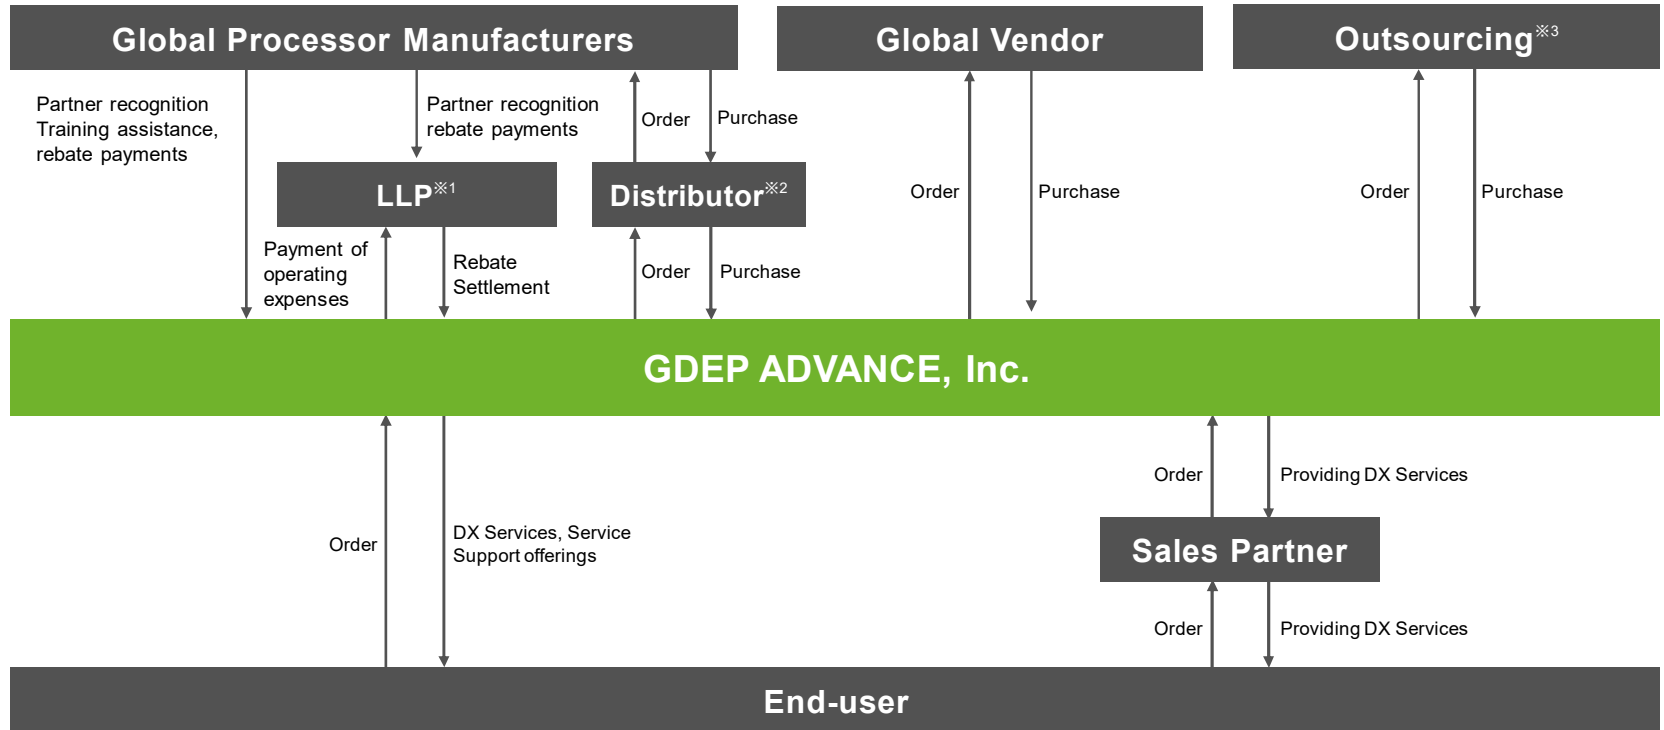 Global Processor Manufacturers
Global Vendor
Outsourcing※3
Partner recognition
Training assistance,
rebate payments
Partner recognition
rebate payments
Order
Purchase
LLP※1
Distributor※2
Order
Purchase
Order
Purchase
Payment of
operating
expenses
Rebate
Settlement
Order
Purchase
GDEP ADVANCE, Inc.
Order
DX Services, Service
Support offerings
Order
Providing DX Services
Sales Partner
Order
Providing DX Services
End-user